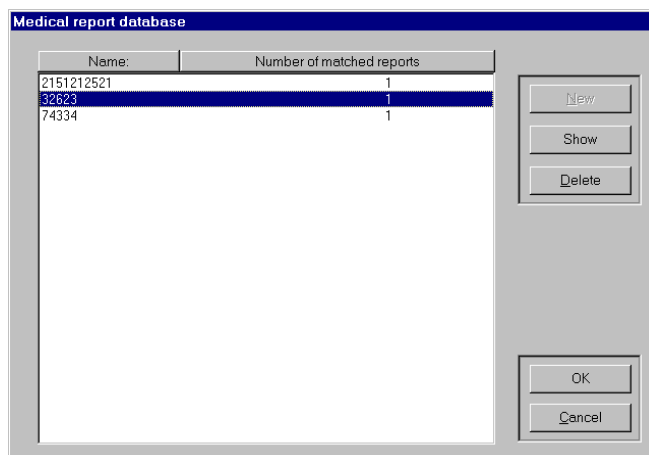 Medical report database
Name: Number of matched reports
2151212521 1
32623 1
74334 1
New
Show
Delete
OK
Cancel